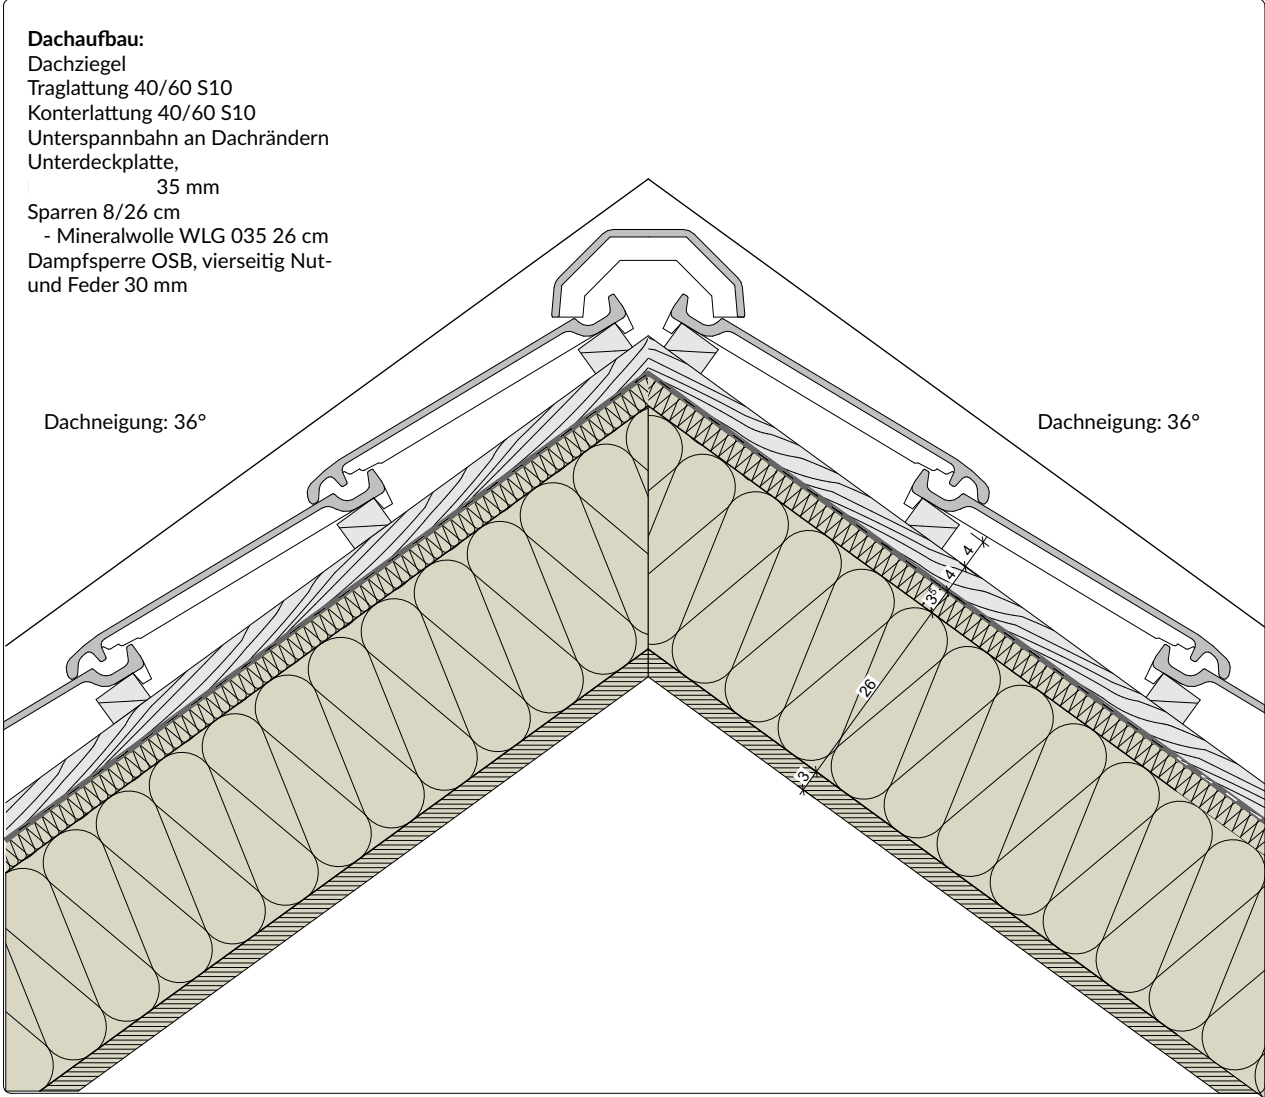 Dachaufbau:
Dachziegel
Traglattung 40/60 S10
Konterlattung 40/60 S10
Unterspannbahn an Dachrändern
Unterdeckplatte,
35 mm
Sparren 8/26 cm
- Mineralwolle WLG 035 26 cm
Dampfsperre OSB, vierseitig Nut-
und Feder 30 mm
Dachneigung: 36°
Dachneigung: 36°
4
4
3⁵
26
3